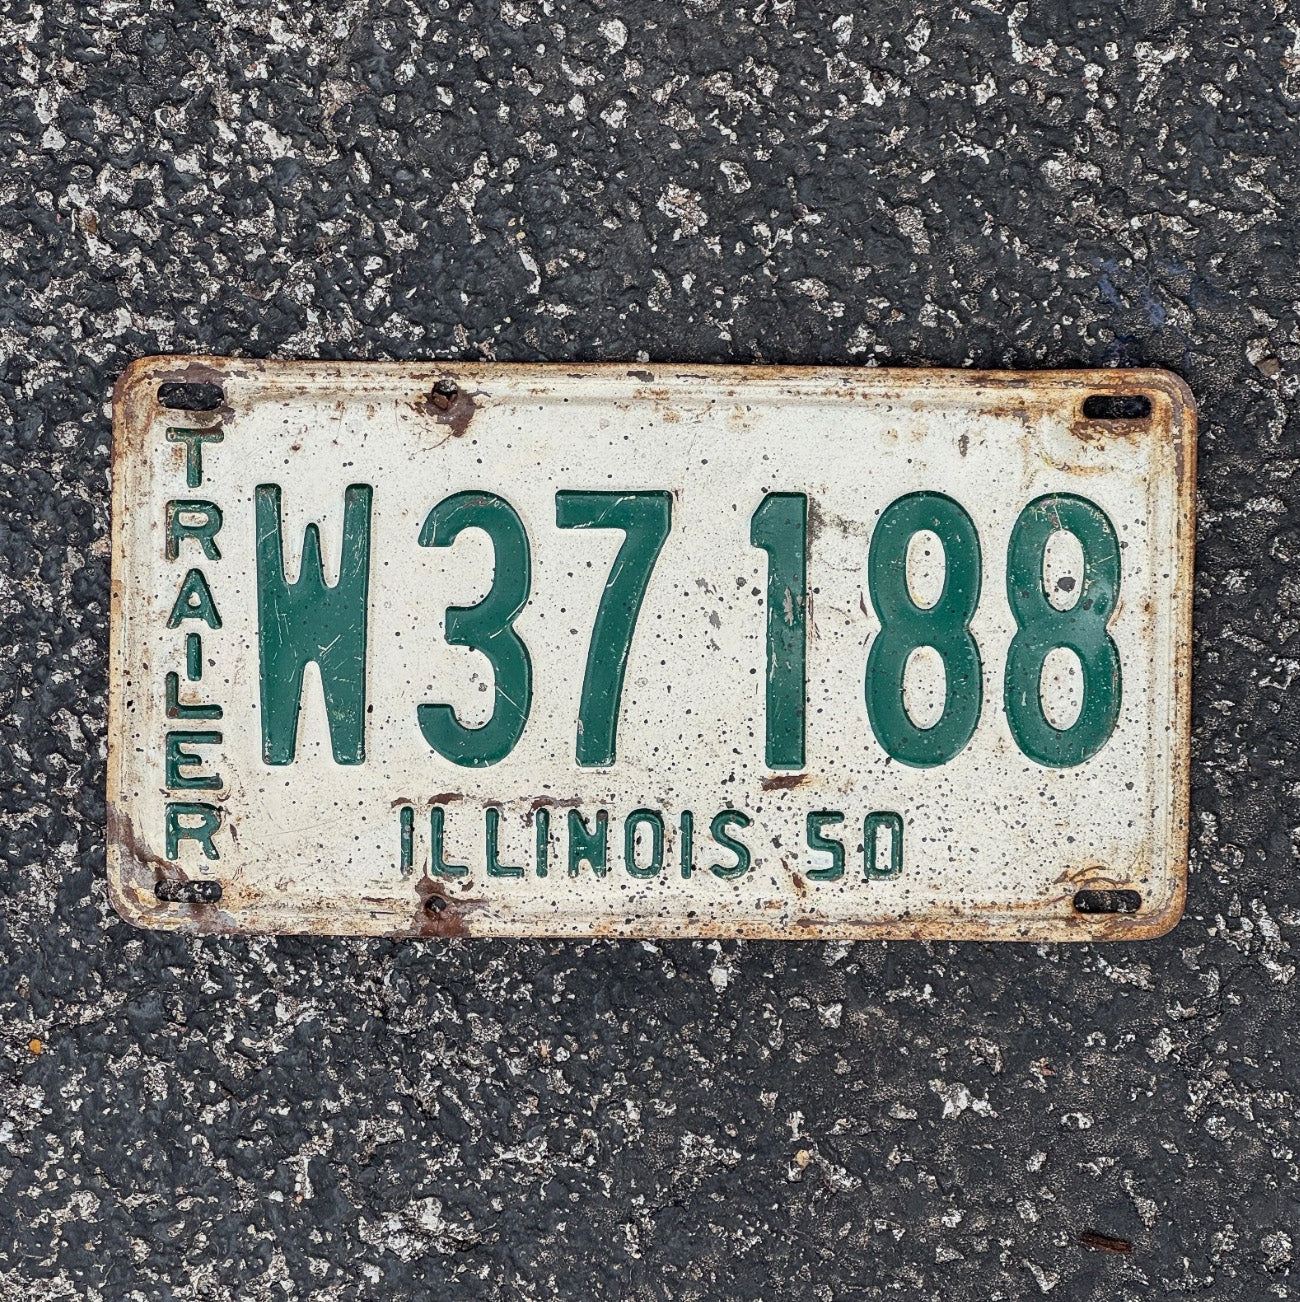 TRAILER
W37 188
ILLINOIS 50